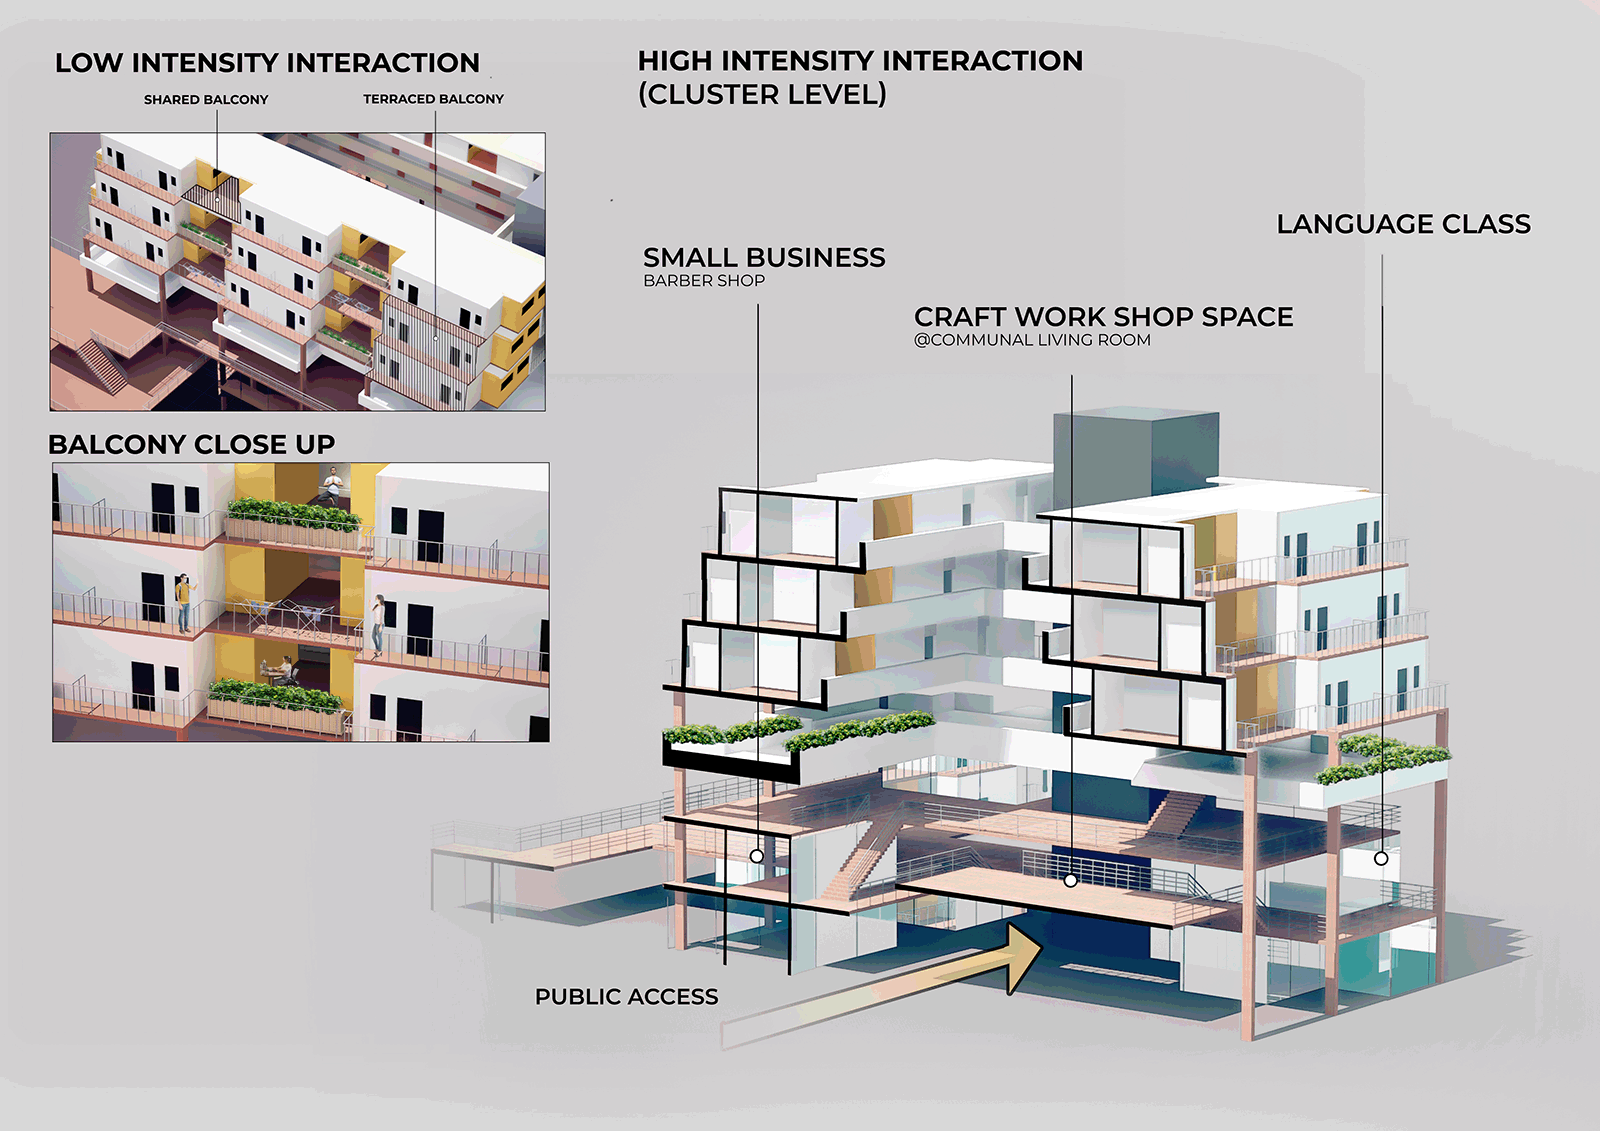 LOW INTENSITY INTERACTION
SHARED BALCONY
TERRACED BALCONY
BALCONY CLOSE UP
HIGH INTENSITY INTERACTION
(CLUSTER LEVEL)
SMALL BUSINESS
BARBER SHOP
CRAFT WORK SHOP SPACE
@COMMUNAL LIVING ROOM
LANGUAGE CLASS
PUBLIC ACCESS